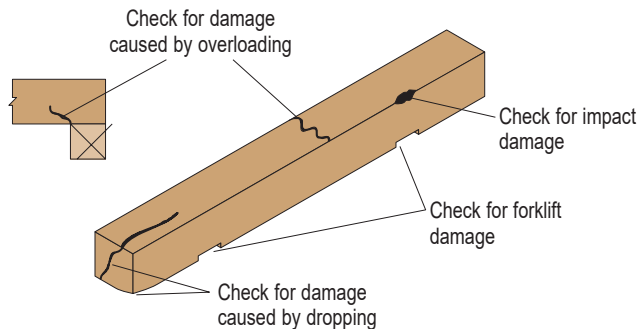 Check for damage
caused by overloading
Check for impact
damage
Check for forklift
damage
Check for damage
caused by dropping